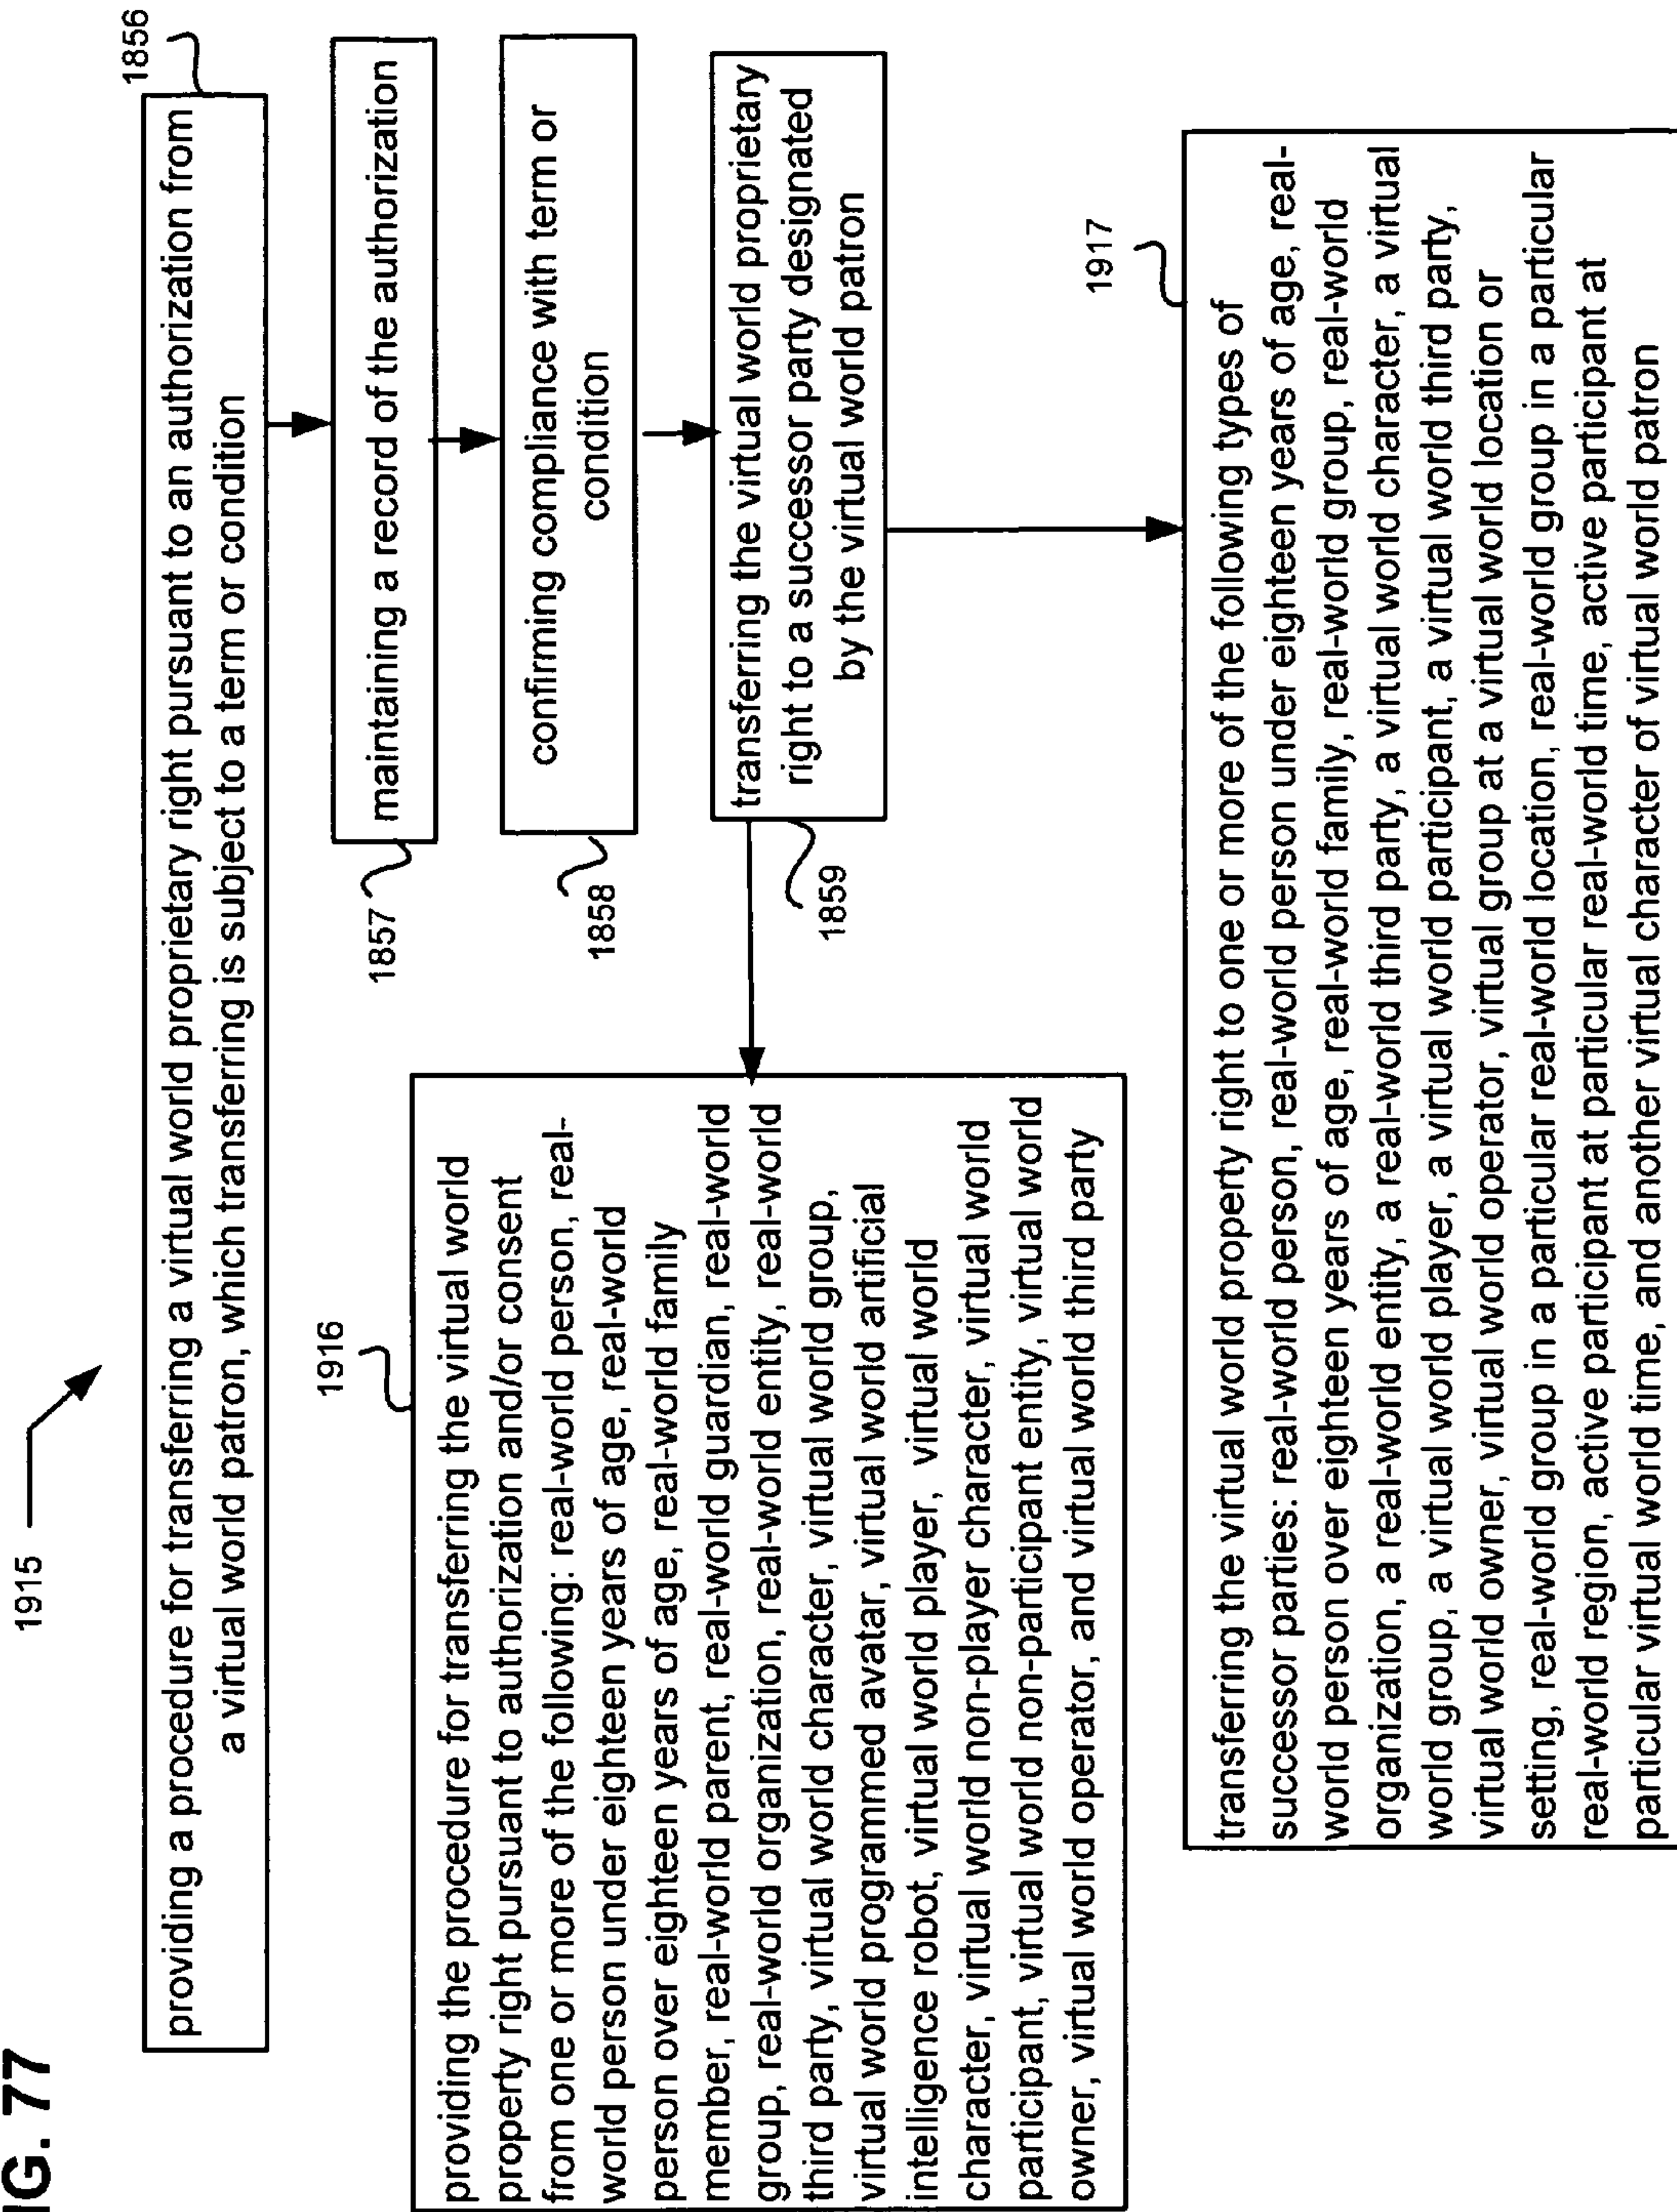 IG. 77
1915
1856
providing a procedure for transferring a virtual world proprietary right pursuant to an authorization from
a virtual world patron, which transferring is subject to a term or condition
maintaining a record of the authorization
1857
confirming compliance with term or
condition
1858
transferring the virtual world proprietary
right to a successor party designated
by the virtual world patron
1859
1916
providing the procedure for transferring the virtual world
property right pursuant to authorization and/or consent
from one or more of the following: real-world person, real-
world person under eighteen years of age, real-world
person over eighteen years of age, real-world family
member, real-world parent, real-world guardian, real-world
group, real-world organization, real-world entity, real-world
third party, virtual world character, virtual world group,
virtual world programmed avatar, virtual world artificial
intelligence robot, virtual world player, virtual world
character, virtual world non-player character, virtual world
participant, virtual world non-participant entity, virtual world
owner, virtual world operator, and virtual world third party
1917
transferring the virtual world property right to one or more of the following types of
successor parties: real-world person, real-world person under eighteen years of age, real-
world person over eighteen years of age, real-world family, real-world group, real-world
organization, a real-world entity, a real-world third party, a virtual world character, a virtual
world group, a virtual world player, a virtual world participant, a virtual world third party,
virtual world owner, virtual world operator, virtual group at a virtual world location or
setting, real-world group in a particular real-world location, real-world group in a particular
real-world region, active participant at particular real-world time, active participant at
particular virtual world time, and another virtual character of virtual world patron